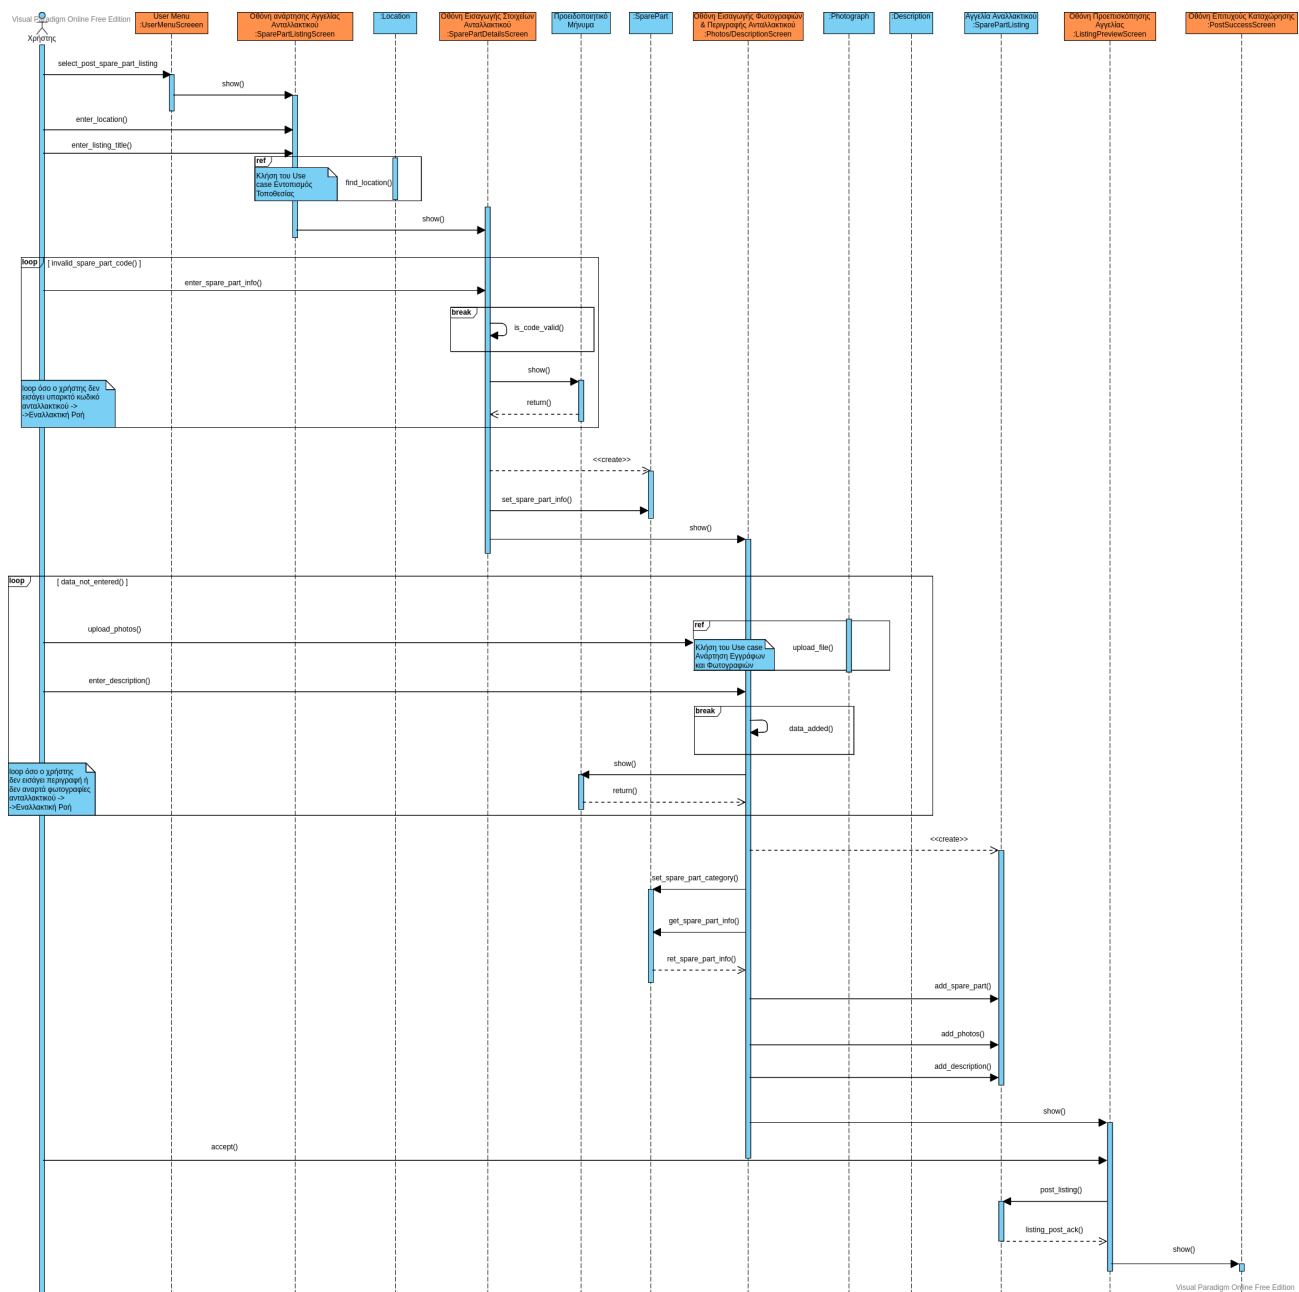 Visual Paradigm Online Free Edition
Χρήστης
User Menu
:UserMenuScreeen
Οθόνη ανάρτησης Αγγελίας
Ανταλλακτικού
:SparePartListingScreen
:Location
Οθόνη Εισαγωγής Στοιχείων
Ανταλλακτικού
:SparePartDetailsScreen
Προειδοποιητικό
Μήνυμα
:SparePart
Οθόνη Εισαγωγής Φωτογραφιών
& Περιγραφής Ανταλλακτικού
:Photos/DescriptionScreen
:Photograph
:Description
Αγγελία Αναλλακτικού
:SparePartListing
Οθόνη Προεπισκόπησης
Αγγελίας
:ListingPreviewScreen
Οθόνη Επιτυχούς Καταχώρησης
:PostSuccessScreen
select_post_spare_part_listing
show()
enter_location()
enter_listing_title()
ref
Κλήση του Use
case Εντοπισμός
Τοποθεσίας
find_location()
show()
loop
[ invalid_spare_part_code() ]
enter_spare_part_info()
break
is_code_valid()
show()
loop όσο ο χρήστης δεν
εισάγει υπαρκτό κωδικό
ανταλλακτικού ->
->Εναλλακτική Ροή
return()
<<create>>
set_spare_part_info()
show()
loop
[ data_not_entered() ]
upload_photos()
ref
Κλήση του Use case
Ανάρτηση Εγγράφων
και Φωτογραφιών
upload_file()
enter_description()
break
data_added()
show()
loop όσο ο χρήστης
δεν εισάγει περιγραφή ή
δεν αναρτά φωτογραφίες
ανταλλακτικού ->
->Εναλλακτική Ροή
return()
<<create>>
set_spare_part_category()
get_spare_part_info()
ret_spare_part_info()
add_spare_part()
add_photos()
add_description()
show()
accept()
post_listing()
listing_post_ack()
show()
Visual Paradigm Online Free Edition